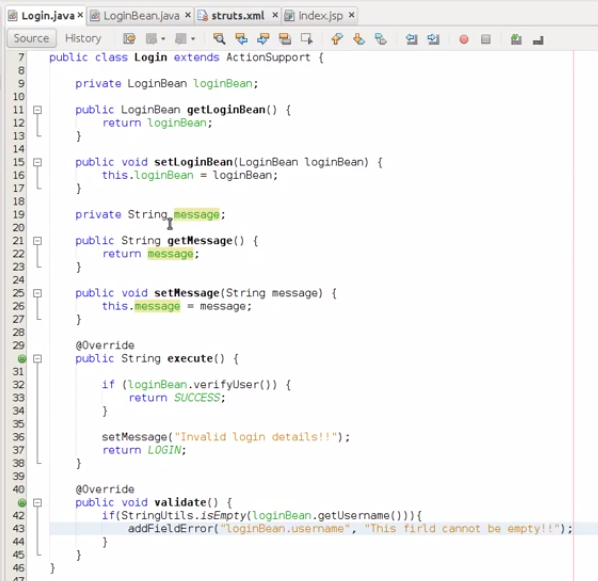 Login.java LoginBean.java struts.xml index.jsp
Source History
7 public class Login extends ActionSupport {
8
9 private LoginBean loginBean;
10
11 public LoginBean getLoginBean() {
12 return loginBean;
13 }
14
15 public void setLoginBean(LoginBean loginBean) {
16 this.loginBean = loginBean;
17 }
18
19 private String message;
20
21 public String getMessage() {
22 return message;
23 }
24
25 public void setMessage(String message) {
26 this.message = message;
27 }
28
29 @Override
public String execute() {
31
32 if (loginBean.verifyUser()) {
33 return SUCCESS;
34 }
35
36 setMessage("Invalid login details!!");
37 return LOGIN;
38 }
39
40 @Override
public void validate() {
42 if(StringUtils.isEmpty(loginBean.getUsername())){
43 addFieldError("loginBean.username", "This firld cannot be empty!!");
44 }
45 }
46 }
47